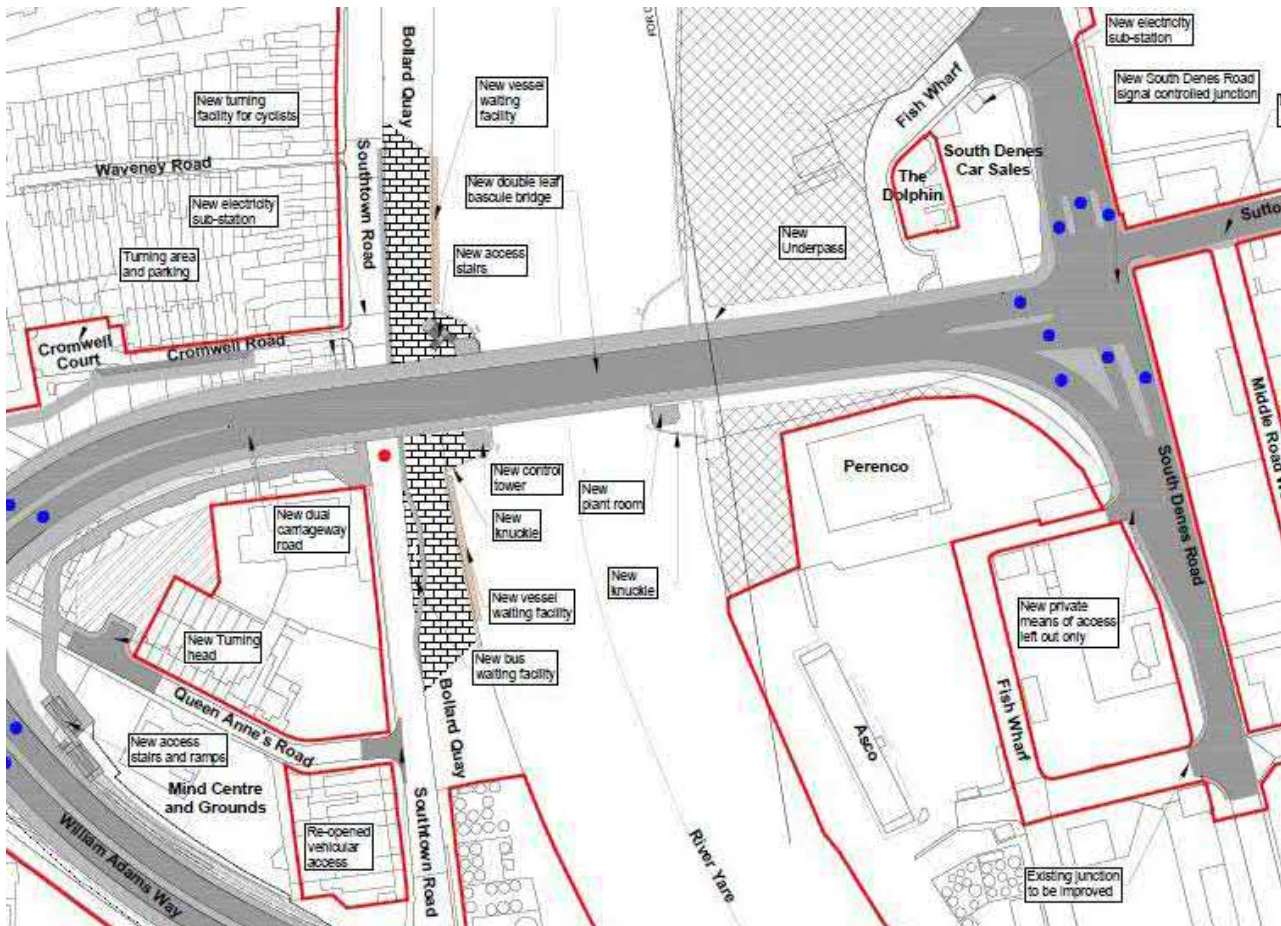 Bollard Quay
FOR
New electricity
sub-station
New turning
facility for cyclists
New vessel
waiting
facility
Fish Wharf
New South Denes Road
signal controlled junction
Waveney Road
Southtown Road
New double leaf
bascule bridge
South Denes
Car Sales
The
Dolphin
New electricity
sub-station
Turning area
and parking
New access
stairs
New
Underpass
Sutto
Cromwell
Court
Cromwell Road
Middle Road W
New dual
carriageway
road
New control
tower
New
knuckle
New
plant room
Perenco
South Denes Road
New
knuckle
New vessel
waiting facility
New private
means of access
left out only
New Turning
head
New bus
waiting facility
Queen Anne's Road
Bollard Quay
Fish Wharf
New access
stairs and ramps
Asco
Mind Centre
and Grounds
William Adams Way
Re-opened
vehicular
access
Southtown Road
River Yare
Existing junction
to be improved